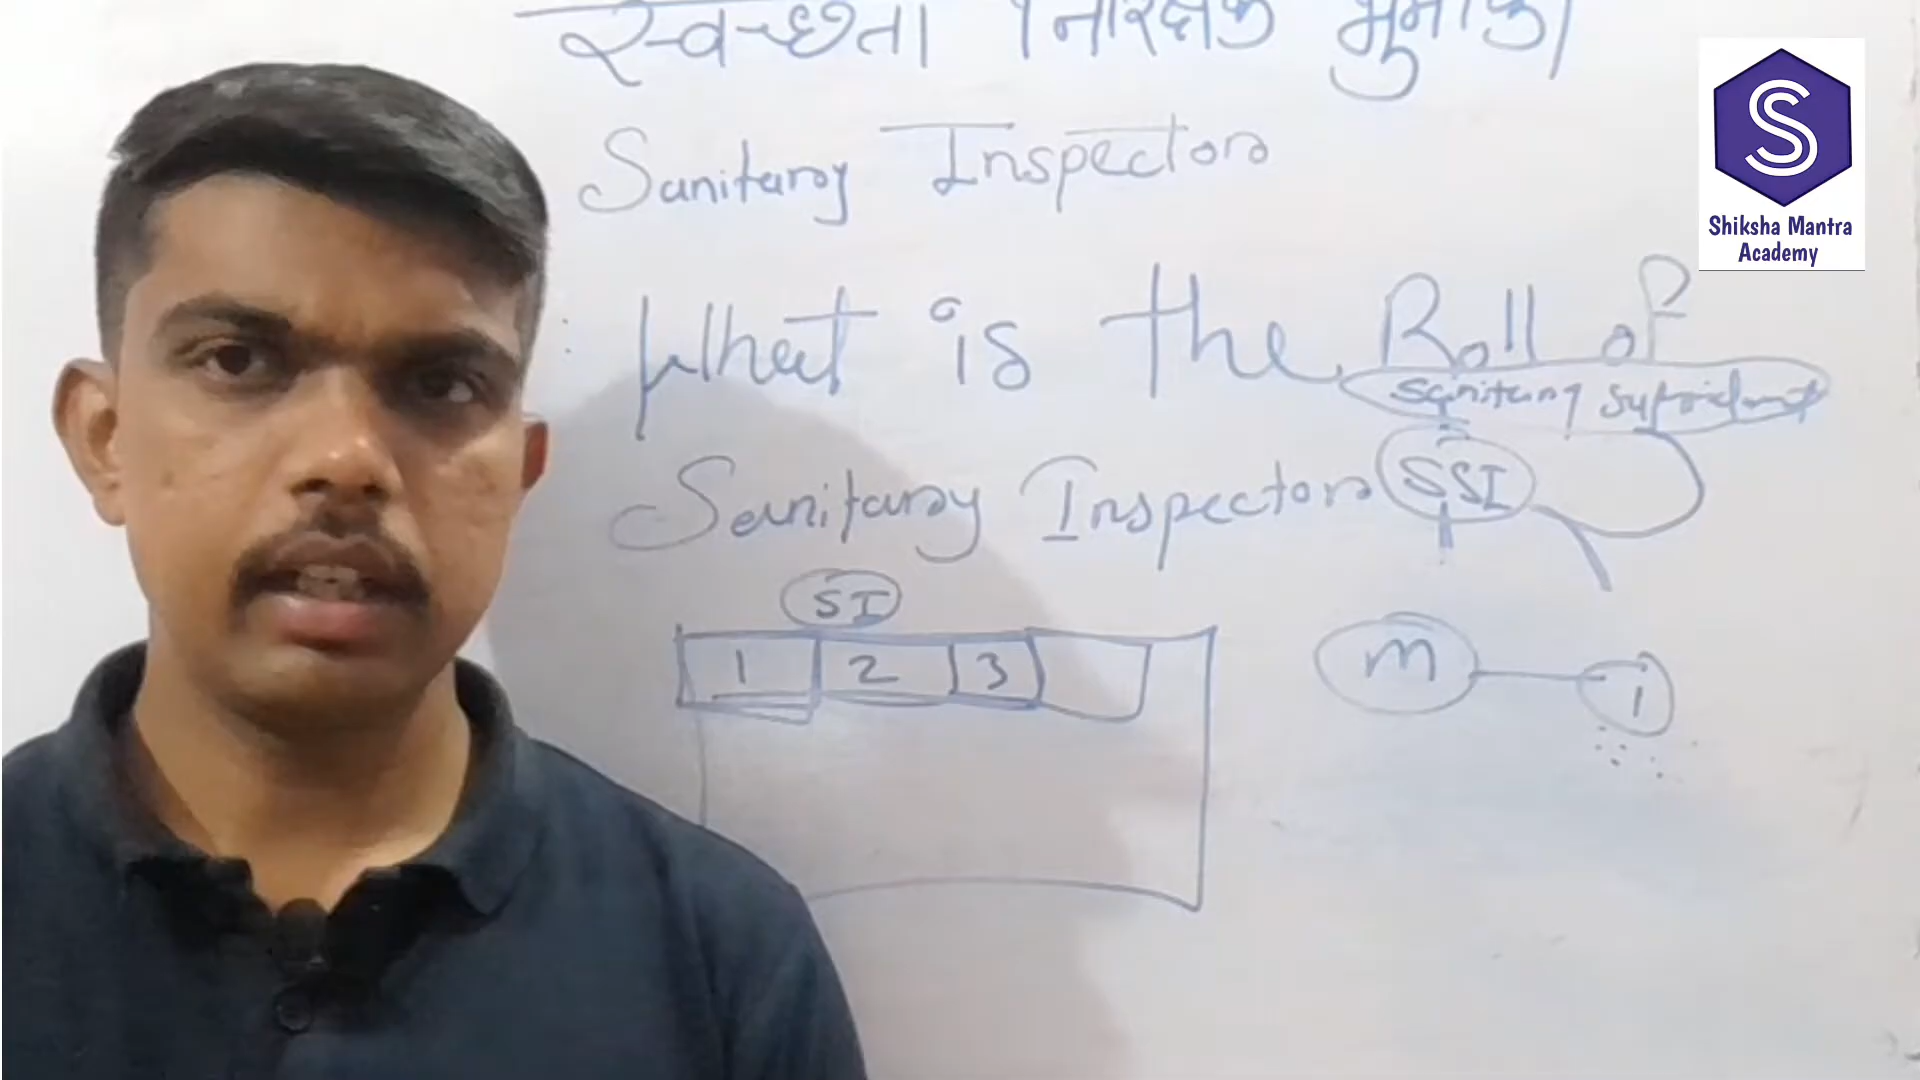 स्वच्छता निरिक्षक भुमीका
Sanitary Inspector
What is the Roll of
Sanitary
Sanitary Inspector SSI
SI
1 2 3
M 1
S
Shiksha Mantra
Academy